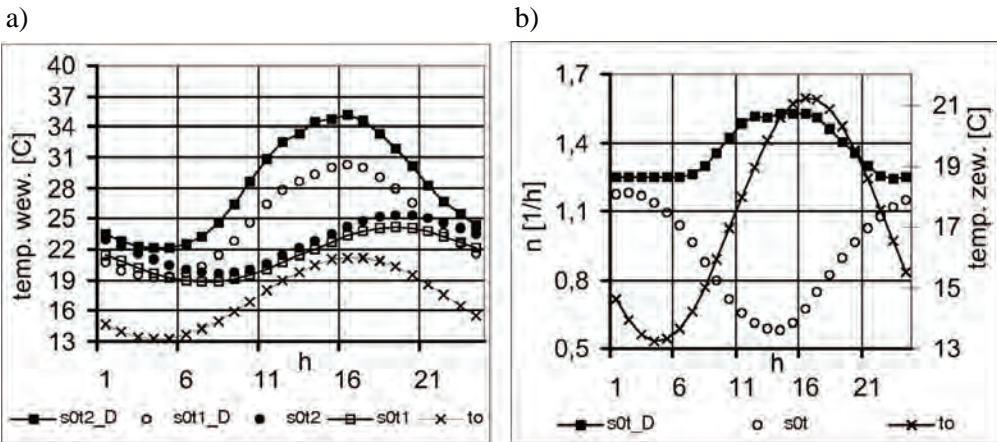 a)
b)
temp. wew. [C]
40
37
34
31
28
25
22
19
16
13
1 6 11 16 21
h
s0t2_D s0t1_D s0t2 s0t1 to
n [1/h]
1,7
1,4
1,1
0,8
0,5
temp. zew. [C]
21
19
17
15
13
1 6 11 16 21
h
s0t_D s0t to